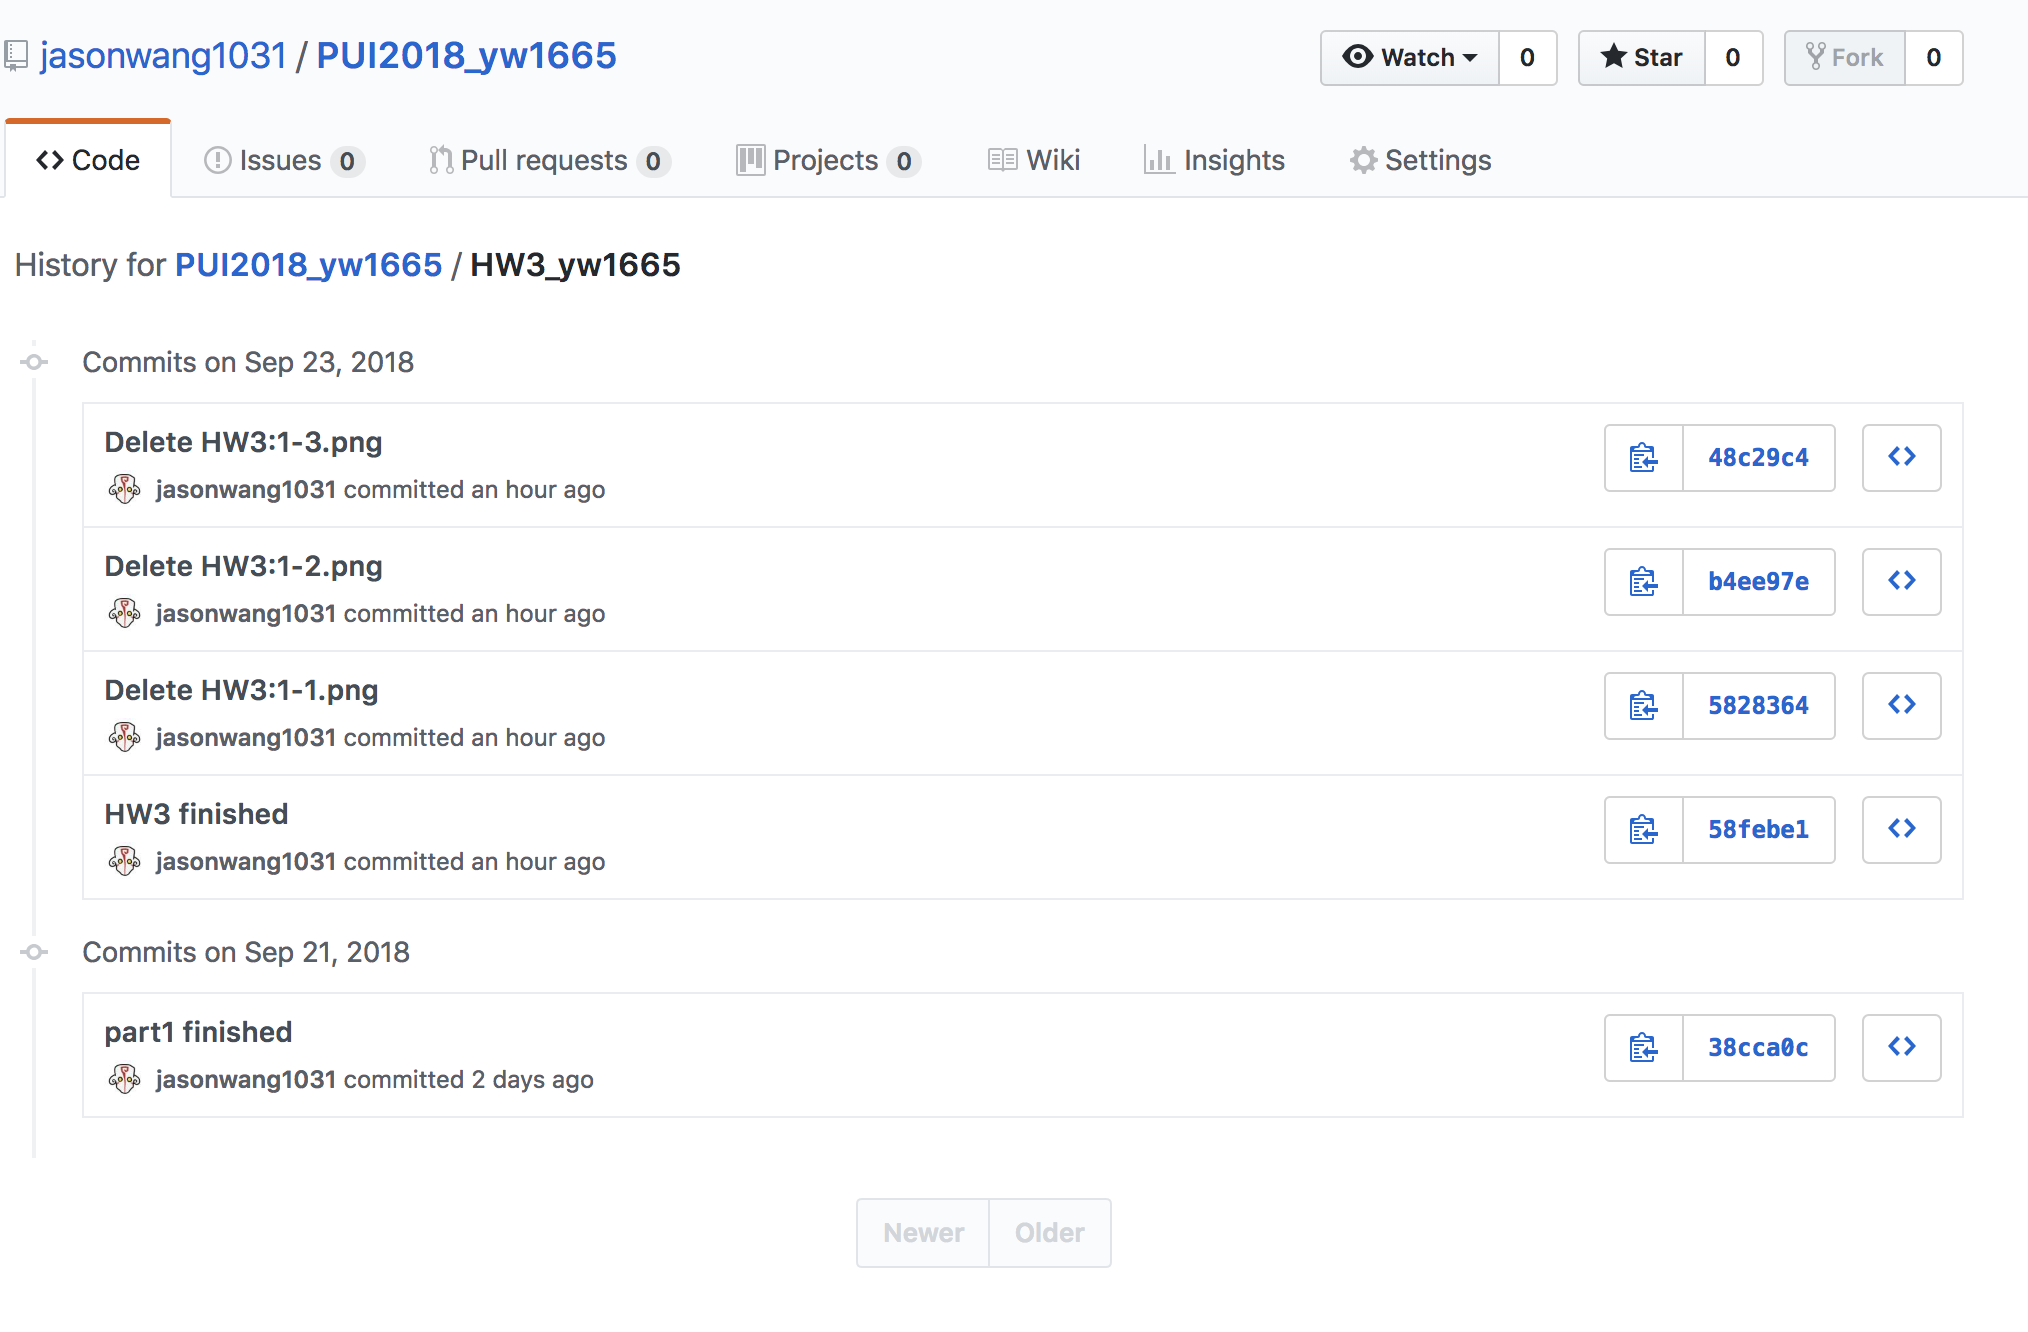 jasonwang1031 / PUI2018_yw1665
Watch 0 Star 0 Fork 0
Code Issues 0 Pull requests 0 Projects 0 Wiki Insights Settings
History for PUI2018_yw1665 / HW3_yw1665
Commits on Sep 23, 2018
Delete HW3:1-3.png
jasonwang1031 committed an hour ago
48c29c4
Delete HW3:1-2.png
jasonwang1031 committed an hour ago
b4ee97e
Delete HW3:1-1.png
jasonwang1031 committed an hour ago
5828364
HW3 finished
jasonwang1031 committed an hour ago
58febe1
Commits on Sep 21, 2018
part1 finished
jasonwang1031 committed 2 days ago
38cca0c
Newer Older